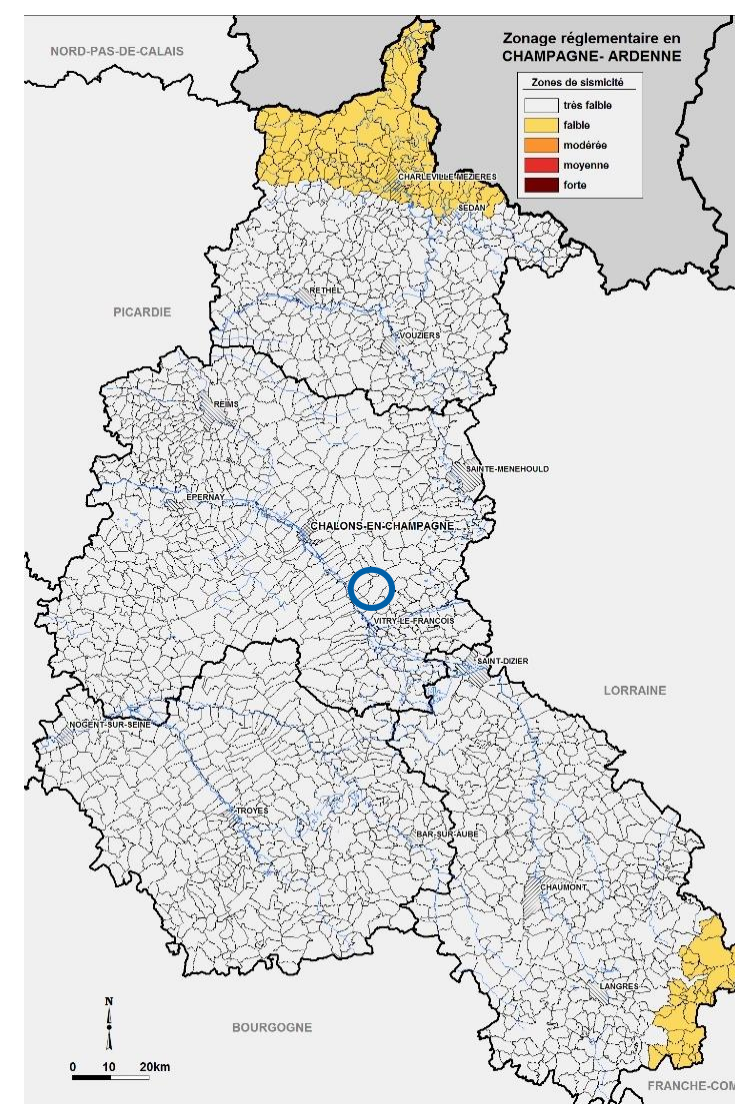 NORD-PAS-DE-CALAIS
Zonage réglementaire en
CHAMPAGNE- ARDENNE
Zones de sismicité
très faible
faible
modérée
moyenne
forte
CHARLEVILLE-MEZIERES
SEDAN
RETHEL
PICARDIE
VOUZIERS
REIMS
SAINTE-MENEHOULD
EPERNAY
CHALONS-EN-CHAMPAGNE
VITRY-LE-FRANCOIS
SAINT-DIZIER
LORRAINE
NOGENT-SUR-SEINE
TROYES
BAR-SUR-AUBE
CHAUMONT
LANGRES
N
BOURGOGNE
0 10 20km
FRANCHE-COM